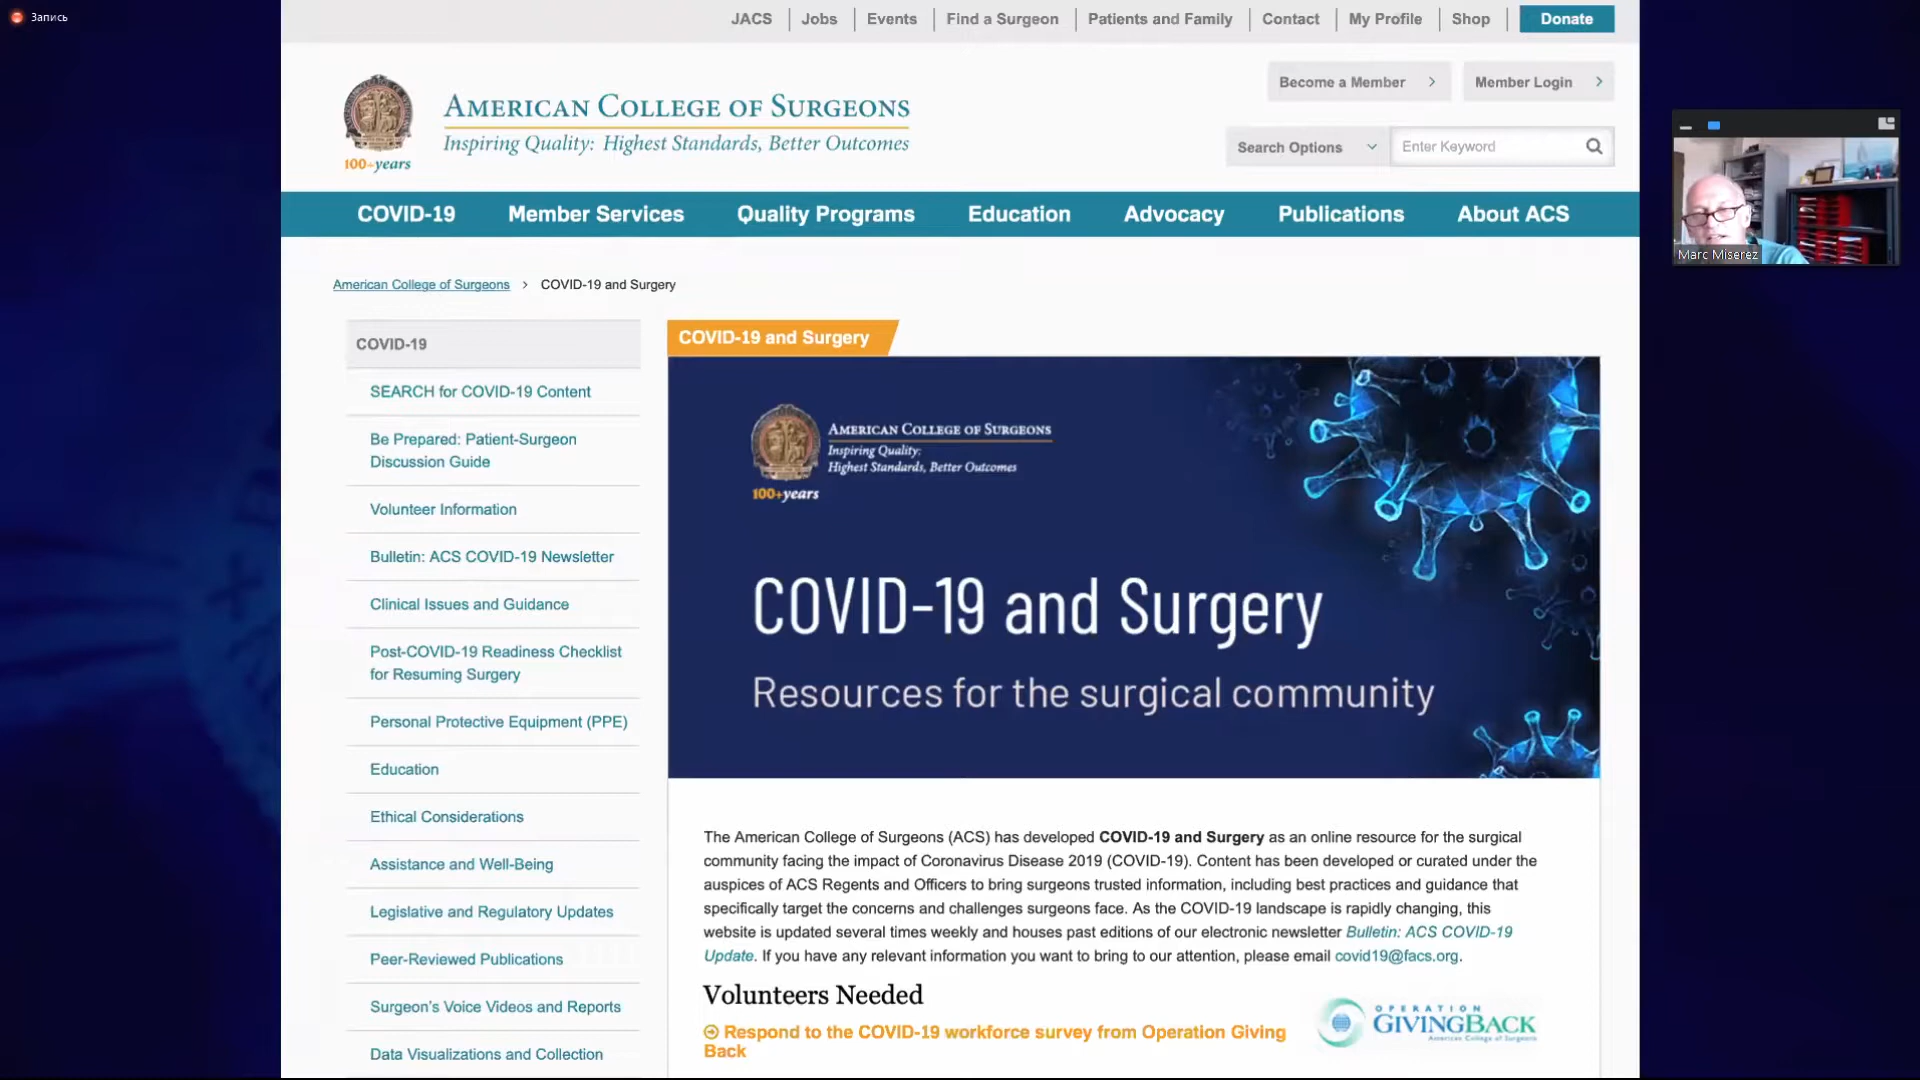 Запись
JACS
Jobs
Events
Find a Surgeon
Patients and Family
Contact
My Profile
Shop
Donate
Become a Member
Member Login
AMERICAN COLLEGE OF SURGEONS
Inspiring Quality: Highest Standards, Better Outcomes
100+years
Search Options
Enter Keyword
COVID-19
Member Services
Quality Programs
Education
Advocacy
Publications
About ACS
American College of Surgeons > COVID-19 and Surgery
COVID-19
SEARCH for COVID-19 Content
Be Prepared: Patient-Surgeon
Discussion Guide
Volunteer Information
Bulletin: ACS COVID-19 Newsletter
Clinical Issues and Guidance
Post-COVID-19 Readiness Checklist
for Resuming Surgery
Personal Protective Equipment (PPE)
Education
Ethical Considerations
Assistance and Well-Being
Legislative and Regulatory Updates
Peer-Reviewed Publications
Surgeon's Voice Videos and Reports
Data Visualizations and Collection
COVID-19 and Surgery
AMERICAN COLLEGE OF SURGEONS
Inspiring Quality:
Highest Standards, Better Outcomes
100+years
COVID-19 and Surgery
Resources for the surgical community
The American College of Surgeons (ACS) has developed COVID-19 and Surgery as an online resource for the surgical
community facing the impact of Coronavirus Disease 2019 (COVID-19). Content has been developed or curated under the
auspices of ACS Regents and Officers to bring surgeons trusted information, including best practices and guidance that
specifically target the concerns and challenges surgeons face. As the COVID-19 landscape is rapidly changing, this
website is updated several times weekly and houses past editions of our electronic newsletter Bulletin: ACS COVID-19
Update. If you have any relevant information you want to bring to our attention, please email covid19@facs.org.
Volunteers Needed
Respond to the COVID-19 workforce survey from Operation Giving
Back
OPERATION
GIVINGBACK
American College of Surgeons
Marc Miserez